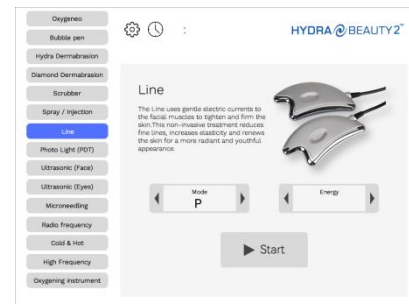 Oxygeneo
Bubble pen
Hydra Dermabrasion
Diamond Dermabrasion
Scrubber
Spray / Injection
Line
Photo Light (PDT)
Ultrasonic (Face)
Ultrasonic (Eyes)
Microneedling
Radio frequency
Cold & Hot
High Frequency
Oxygening instrument
:
HYDRA BEAUTY2™
Line
The Line uses gentle electric currents to
the facial muscles to tighten and firm the
skin.This non-invasive treatment reduces
fine lines, increases elasticity and renews
the skin for a more radiant and youthful
appearance.
Mode
P
Energy
Start